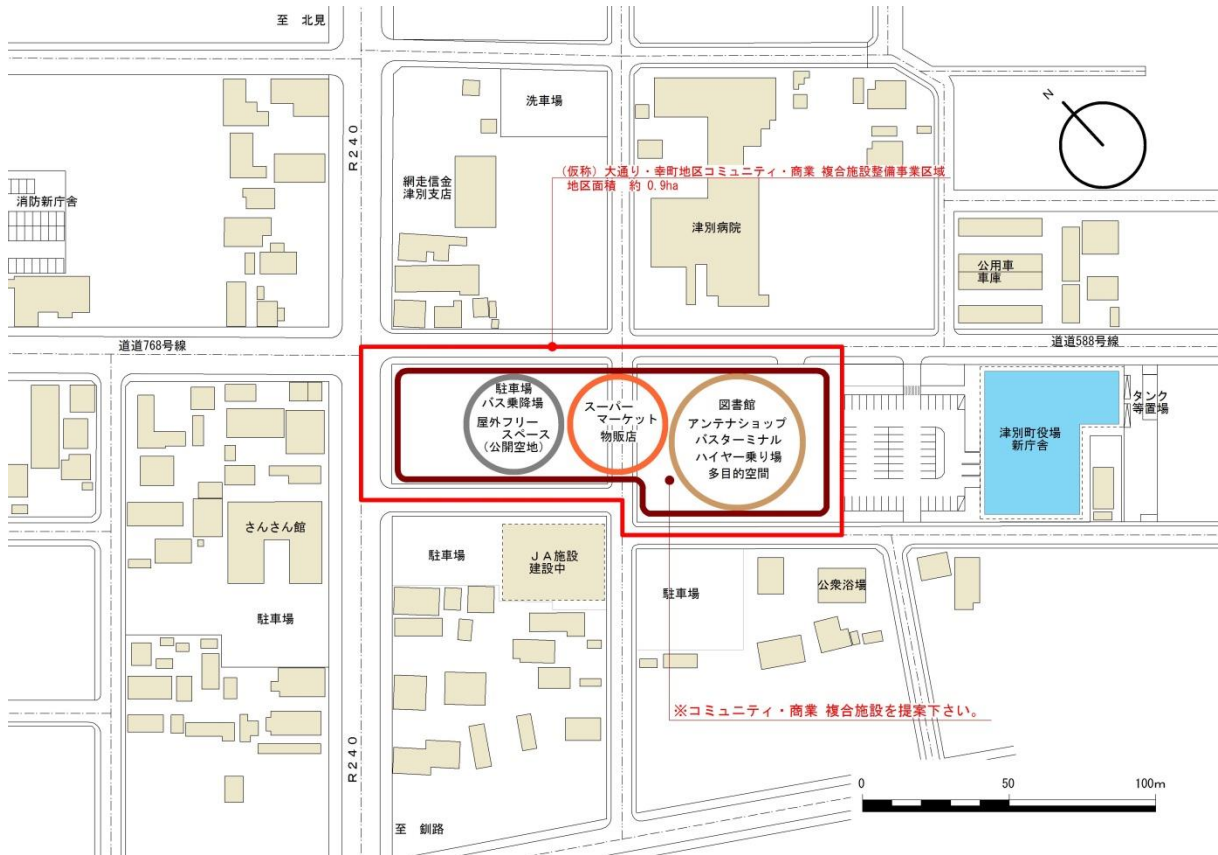 至 北見
R240
洗車場
N
(仮称) 大通り・幸町地区コミュニティ・商業 複合施設整備事業区域
地区面積 約 0.9ha
網走信金
津別支店
消防新庁舎
津別病院
公用車
車庫
道道768号線
道道588号線
駐車場
バス乗降場
屋外フリー
スペース
(公開空地)
スーパー
マーケット
物販店
図書館
アンテナショップ
バスターミナル
ハイヤー乗り場
多目的空間
津別町役場
新庁舎
タンク
等置場
さんさん館
駐車場
駐車場
JA施設
建設中
駐車場
公衆浴場
※コミュニティ・商業 複合施設を提案下さい。
R240
至 釧路
0 50 100m